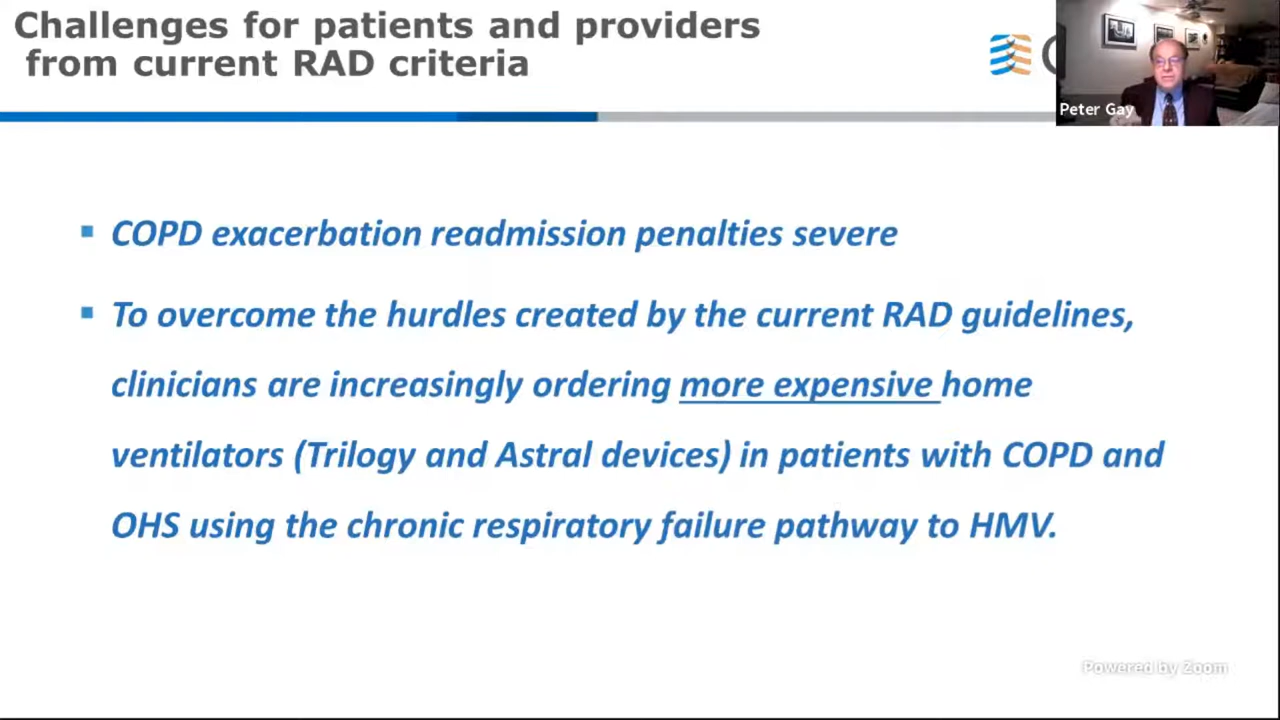 Challenges for patients and providers
from current RAD criteria
Peter Gay
▪ COPD exacerbation readmission penalties severe
▪ To overcome the hurdles created by the current RAD guidelines,
clinicians are increasingly ordering more expensive home
ventilators (Trilogy and Astral devices) in patients with COPD and
OHS using the chronic respiratory failure pathway to HMV.
Powered by Zoom